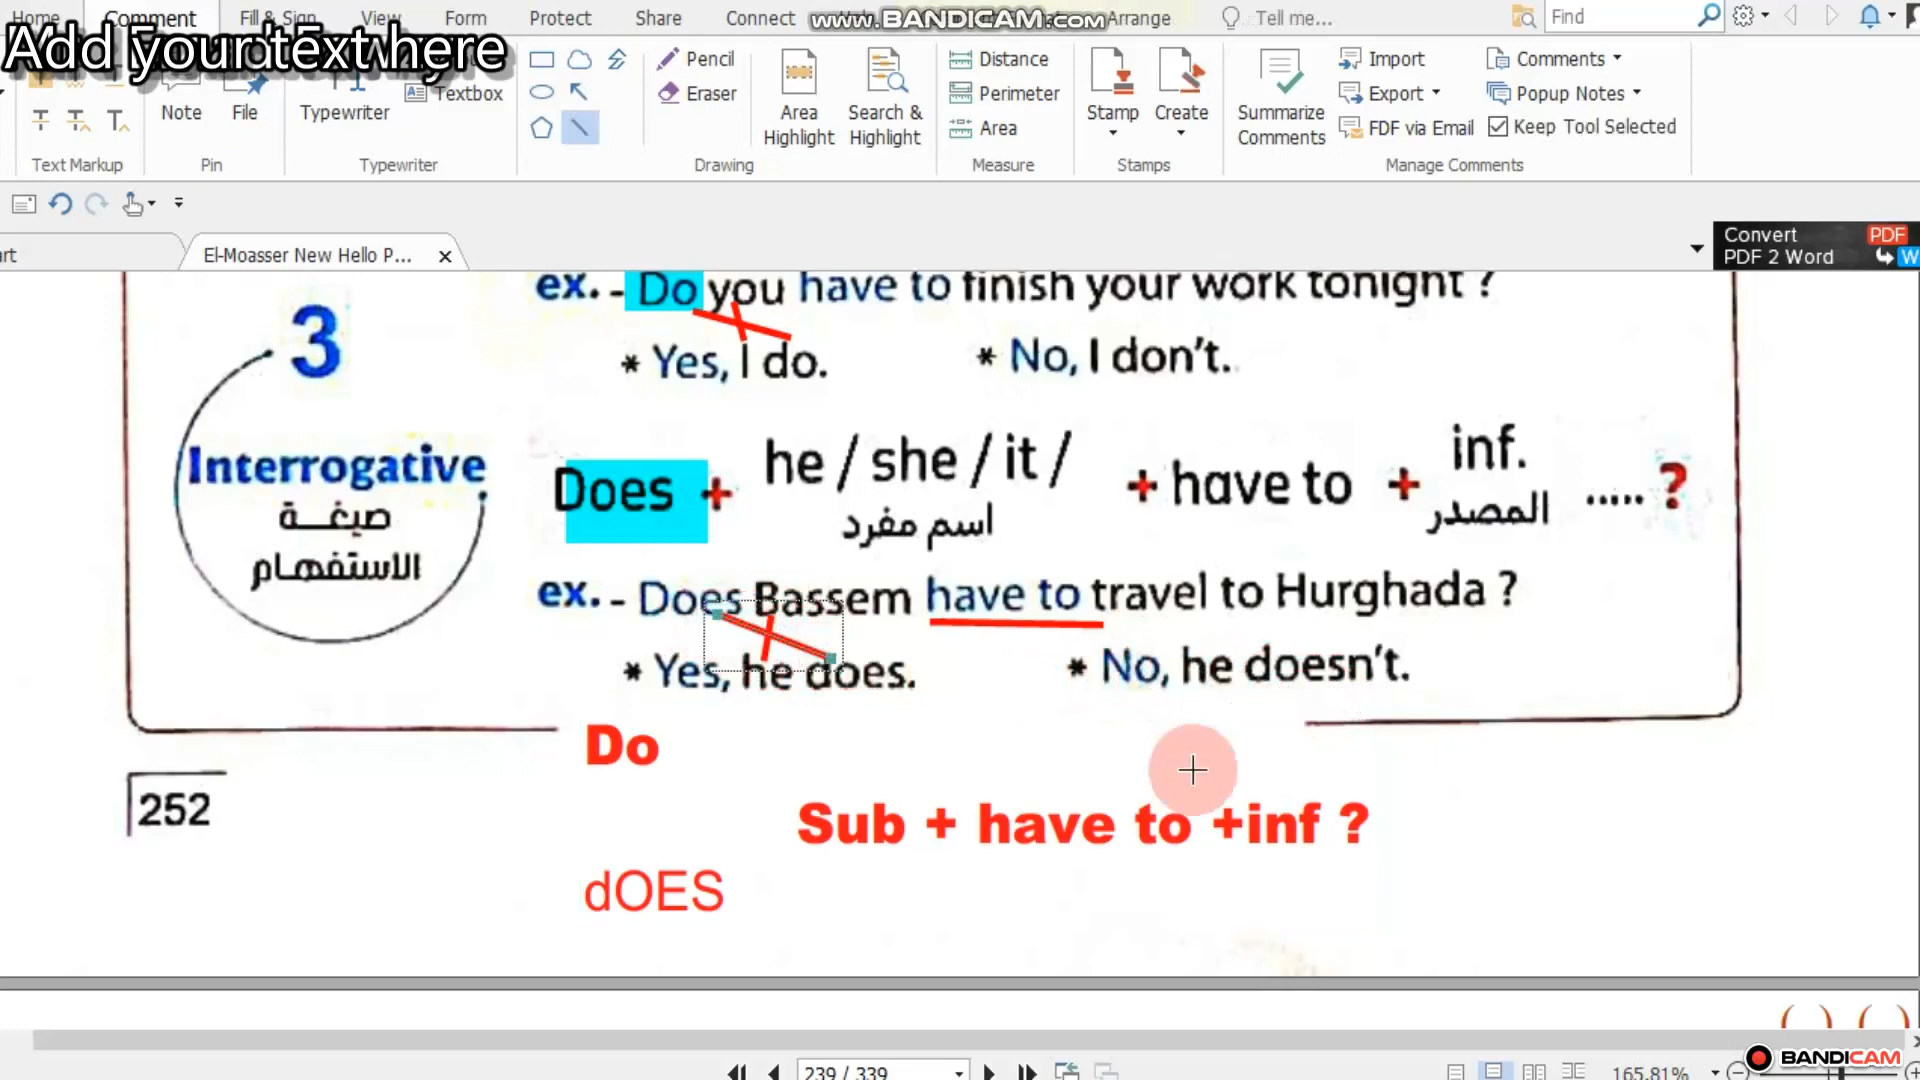 Home Comment Fill & Sign View Form Protect Share Connect www.BANDICAM.com Arrange Tell me... Find
Add your text here
Pencil
Eraser
Note File Typewriter Textbox
Area Highlight
Search & Highlight
Distance
Perimeter
Area
Stamp Create
Summarize Comments
Import
Export
FDF via Email
Comments
Popup Notes
Keep Tool Selected
Text Markup Pin Typewriter Drawing Measure Stamps Manage Comments
art El-Moasser New Hello P...
Convert PDF
PDF 2 Word W
ex. - Do you have to finish your work tonight ?
* Yes, I do. * No, I don't.
3
Interrogative
صيغة
الاستفهام
Does + he / she / it / + have to + inf. ..... ?
اسم مفرد المصدر
ex. - Does Bassem have to travel to Hurghada ?
* Yes, he does. * No, he doesn't.
Do
252
Sub + have to +inf ?
dOES
( ) ( )
239 / 339 165.81%
BANDICAM